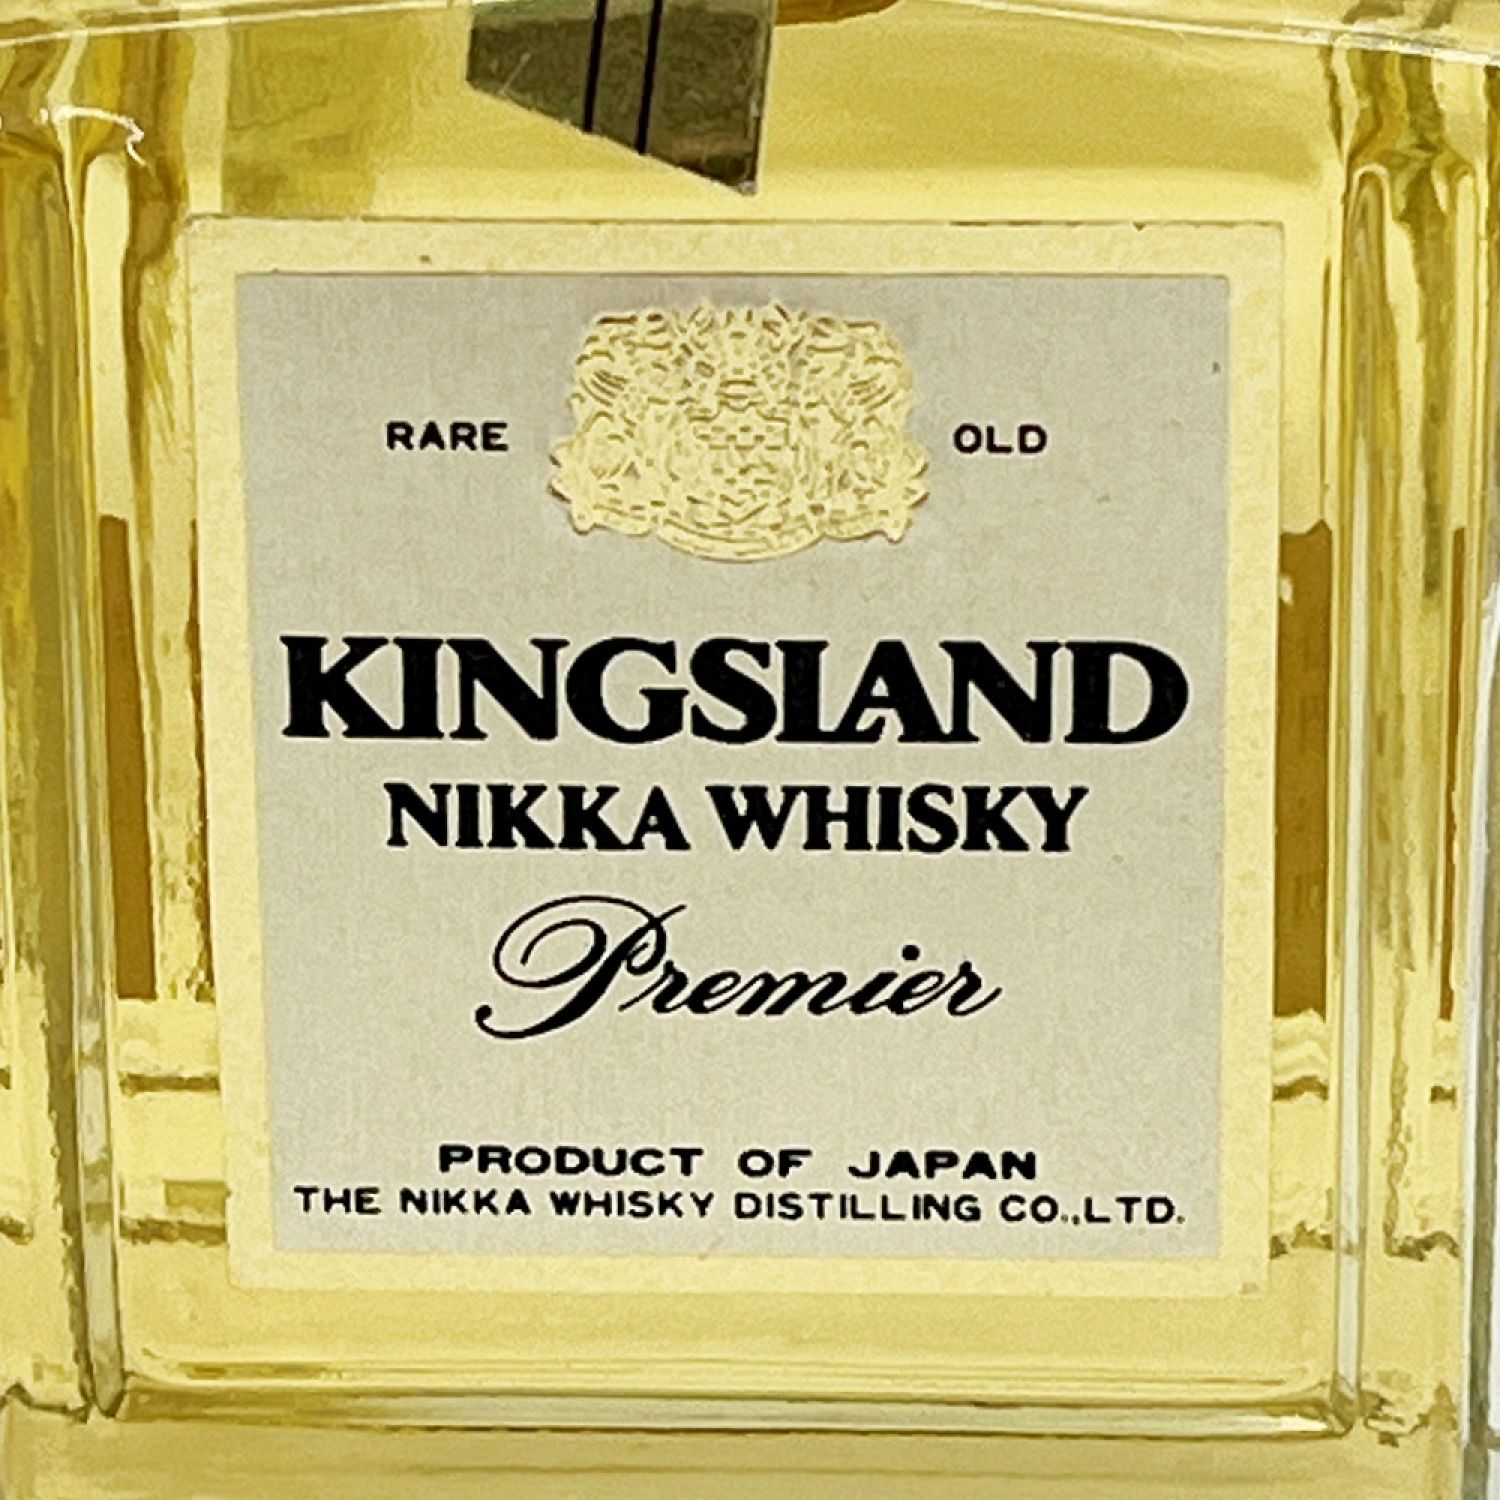 RARE OLD
KINGSLAND
NIKKA WHISKY
Premier
PRODUCT OF JAPAN
THE NIKKA WHISKY DISTILLING CO.,LTD.